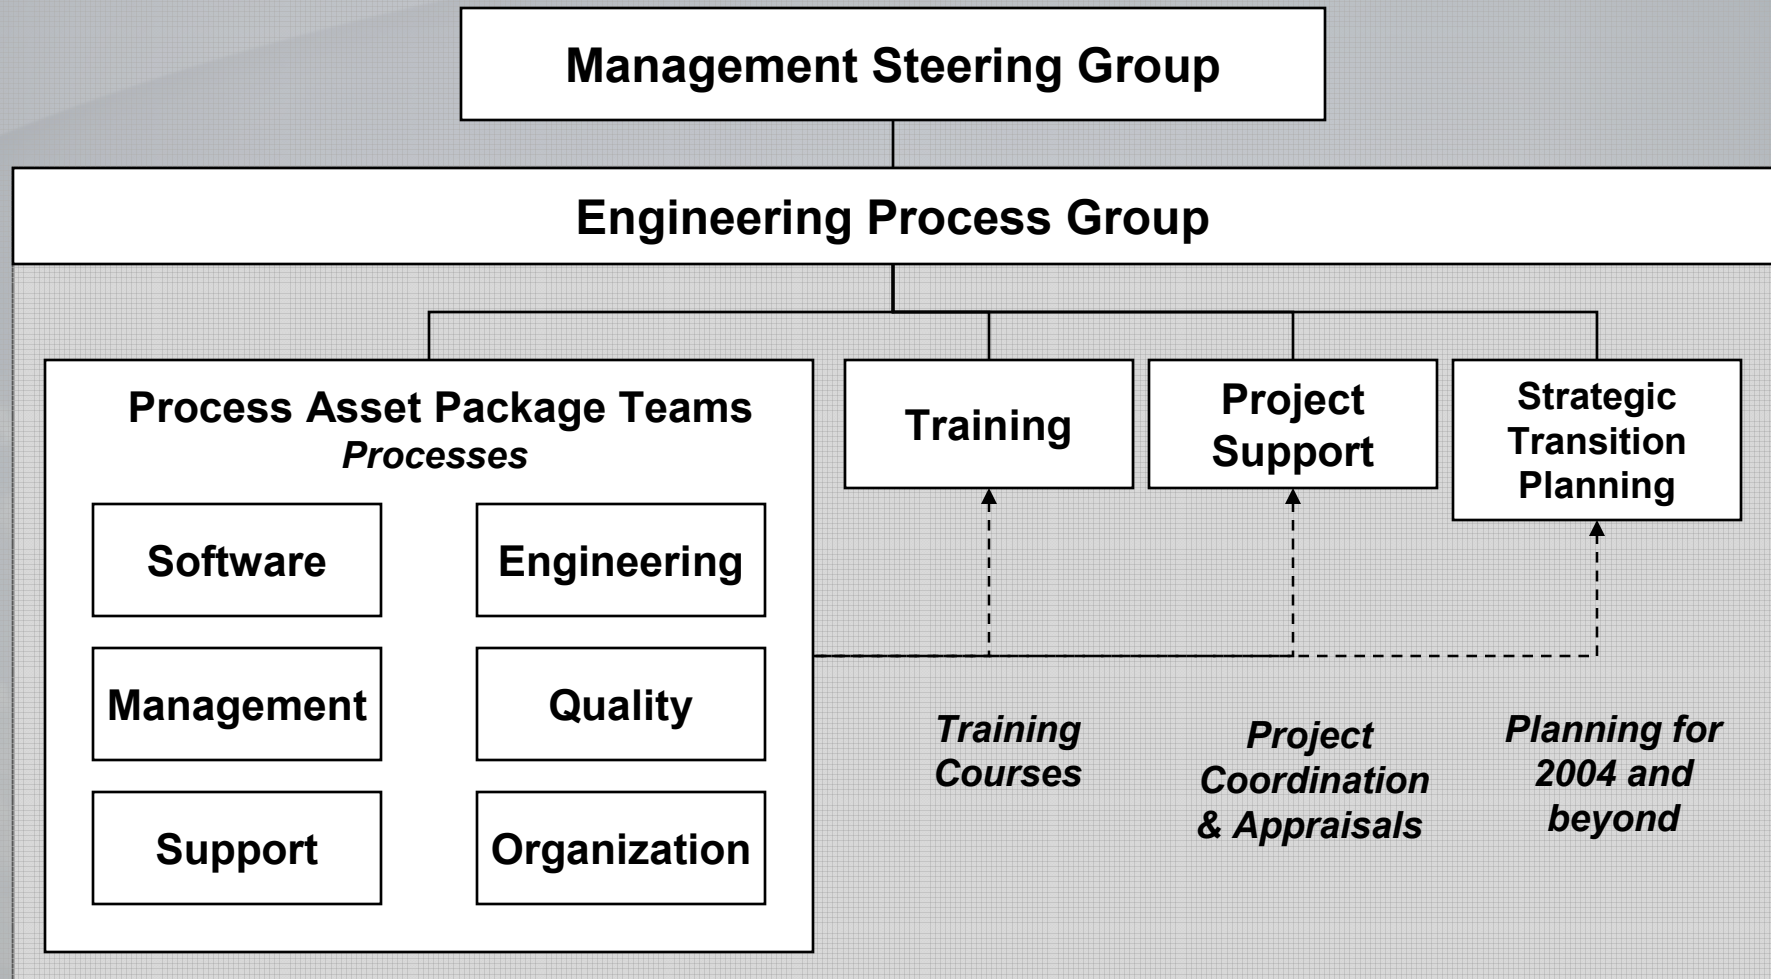 Management Steering Group
Engineering Process Group
Process Asset Package Teams
Processes
Software
Engineering
Management
Quality
Support
Organization
Training
Project
Support
Strategic
Transition
Planning
Training
Courses
Project
Coordination
& Appraisals
Planning for
2004 and
beyond